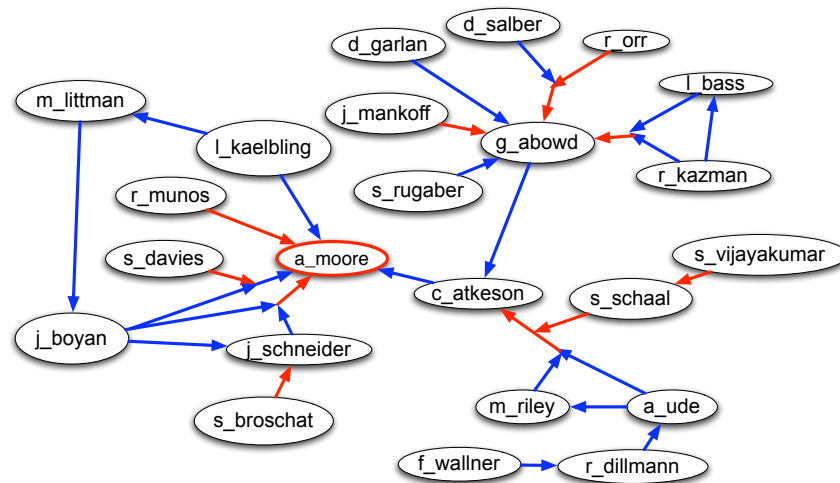 d_salber
d_garlan
r_orr
l_bass
m_littman
j_mankoff
l_kaelbling
g_abowd
r_kazman
s_rugaber
r_munos
s_davies
a_moore
s_vijayakumar
c_atkeson
s_schaal
j_boyan
j_schneider
m_riley
a_ude
s_broschat
f_wallner
r_dillmann